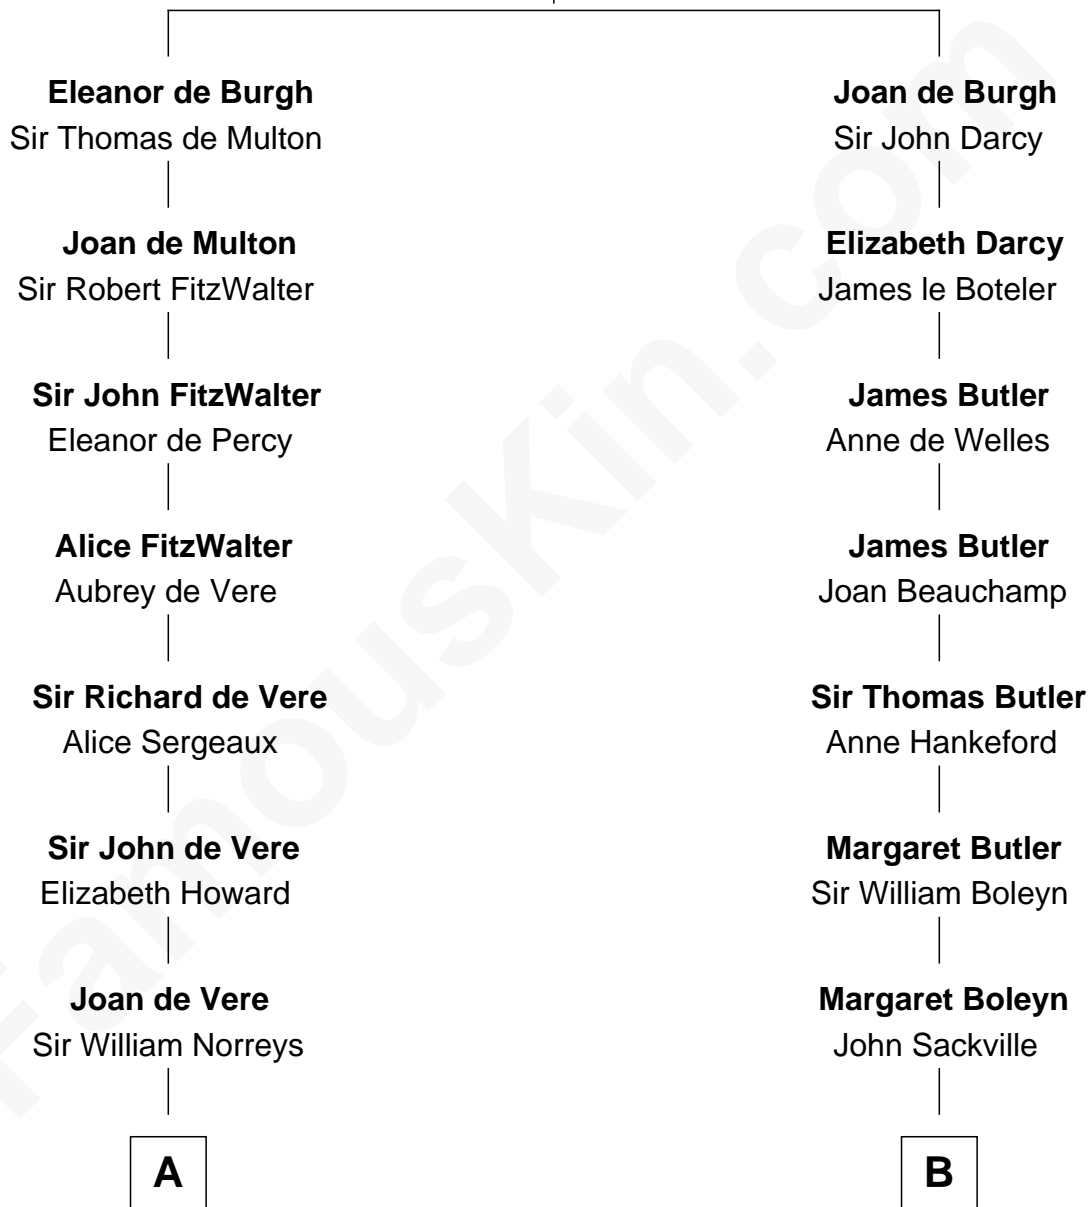 Eleanor de Burgh
Sir Thomas de Multon
Joan de Multon
Sir Robert FitzWalter
Sir John FitzWalter
Eleanor de Percy
Alice FitzWalter
Aubrey de Vere
Sir Richard de Vere
Alice Sergeaux
Sir John de Vere
Elizabeth Howard
Joan de Vere
Sir William Norreys
A
Joan de Burgh
Sir John Darcy
Elizabeth Darcy
James le Boteler
James Butler
Anne de Welles
James Butler
Joan Beauchamp
Sir Thomas Butler
Anne Hankeford
Margaret Butler
Sir William Boleyn
Margaret Boleyn
John Sackville
B
FamousKin.com